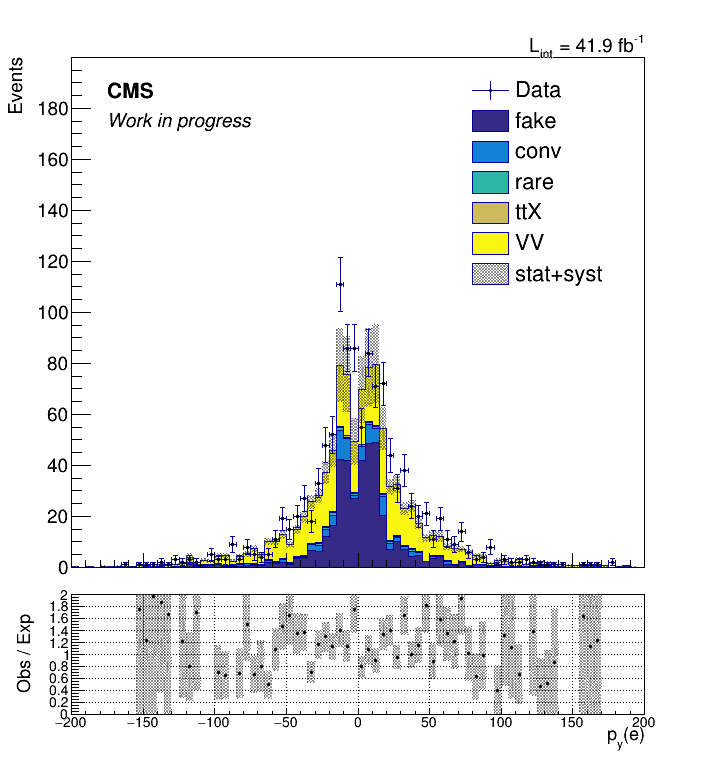 L_int = 41.9 fb^-1
Events
CMS
Work in progress
Data
fake
conv
rare
ttX
VV
stat+syst
180
160
140
120
100
80
60
40
20
0
Obs / Exp
2
1.8
1.6
1.4
1.2
1
0.8
0.6
0.4
0.2
0
−200 −150 −100 −50 0 50 100 150 200
p_y(e)